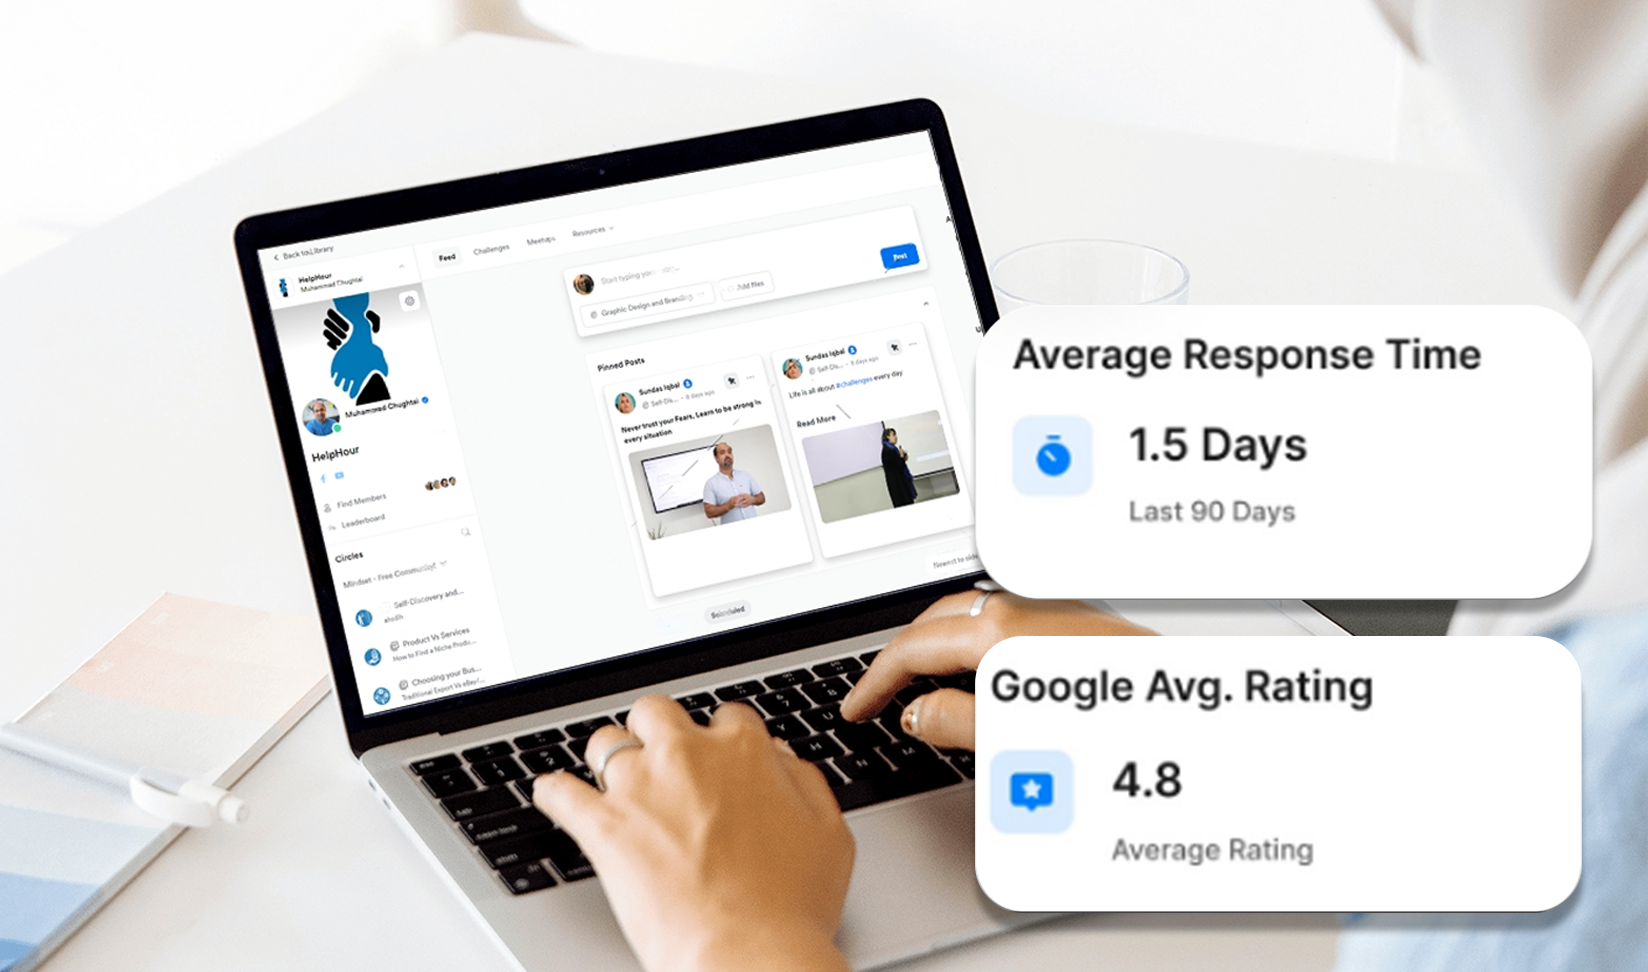 Back to Library
HelpHour
Muhammad Chughtai
Muhammad Chughtai
HelpHour
Find Members
Leaderboard
Circles
Mindset - Free Community
Self-Discovery and...
Product Vs Services
How to Find a Niche Produ...
Choosing your Bus...
Traditional Export Vs eBay/...
Feed
Challenges
Meetups
Resources
Start typing your
Graphic Design and Branding
Add files
Post
Pinned Posts
Sundas Iqbal
@ Self-Dis... • 8 days ago
Never trust your Fears, Learn to be strong in
every situation
Sundas Iqbal
@ Self-Dis... • 8 days ago
Life is all about #challenges every day
Read More
Newest to olde
Scheduled
Average Response Time
1.5 Days
Last 90 Days
Google Avg. Rating
4.8
Average Rating